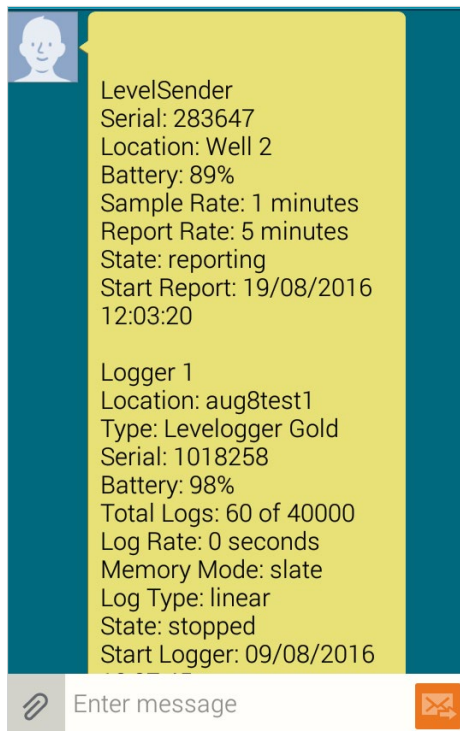 LevelSender
Serial: 283647
Location: Well 2
Battery: 89%
Sample Rate: 1 minutes
Report Rate: 5 minutes
State: reporting
Start Report: 19/08/2016
12:03:20
Logger 1
Location: aug8test1
Type: Levelogger Gold
Serial: 1018258
Battery: 98%
Total Logs: 60 of 40000
Log Rate: 0 seconds
Memory Mode: slate
Log Type: linear
State: stopped
Start Logger: 09/08/2016
Enter message